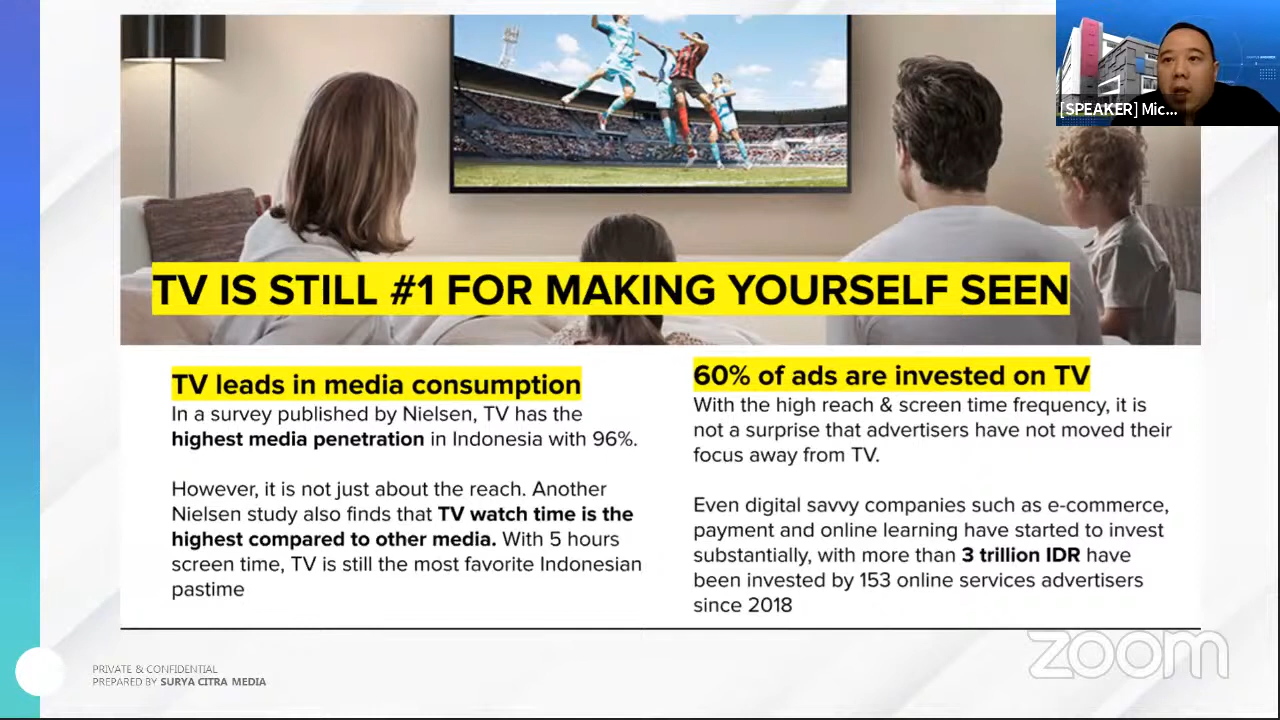 [SPEAKER] Mic...
TV IS STILL #1 FOR MAKING YOURSELF SEEN
TV leads in media consumption
In a survey published by Nielsen, TV has the
highest media penetration in Indonesia with 96%.
However, it is not just about the reach. Another
Nielsen study also finds that TV watch time is the
highest compared to other media. With 5 hours
screen time, TV is still the most favorite Indonesian
pastime
60% of ads are invested on TV
With the high reach & screen time frequency, it is
not a surprise that advertisers have not moved their
focus away from TV.
Even digital savvy companies such as e-commerce,
payment and online learning have started to invest
substantially, with more than 3 trillion IDR have
been invested by 153 online services advertisers
since 2018
PRIVATE & CONFIDENTIAL
PREPARED BY SURYA CITRA MEDIA
zoom